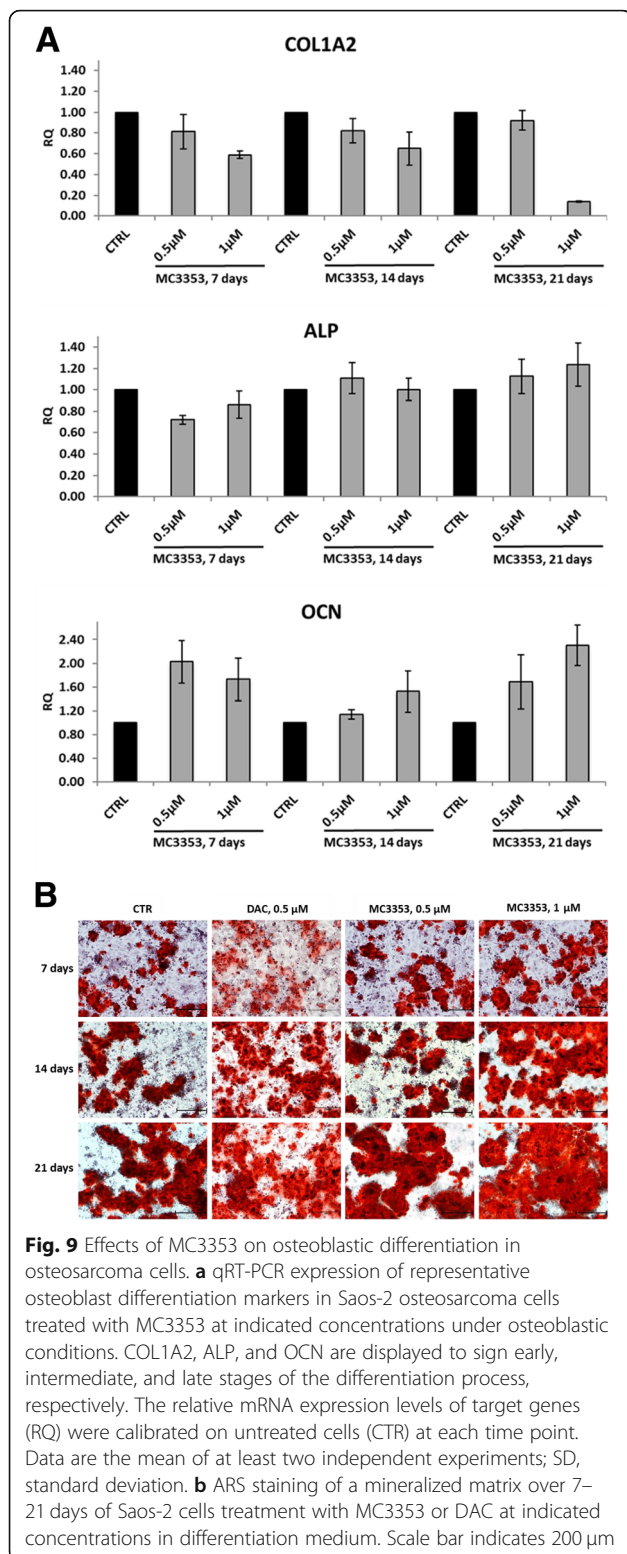 A
COL1A2
1.40
1.20
1.00
0.80
0.60
0.40
0.20
0.00
RQ
CTRL 0.5μM 1μM CTRL 0.5μM 1μM CTRL 0.5μM 1μM
MC3353, 7 days MC3353, 14 days MC3353, 21 days
ALP
1.40
1.20
1.00
0.80
0.60
0.40
0.20
0.00
RQ
CTRL 0.5μM 1μM CTRL 0.5μM 1μM CTRL 0.5μM 1μM
MC3353, 7 days MC3353, 14 days MC3353, 21 days
OCN
2.40
2.00
1.60
1.20
0.80
0.40
0.00
RQ
CTRL 0.5μM 1μM CTRL 0.5μM 1μM CTRL 0.5μM 1μM
MC3353, 7 days MC3353, 14 days MC3353, 21 days
B
CTR DAC, 0.5 μM MC3353, 0.5 μM MC3353, 1 μM
7 days
14 days
21 days
Fig. 9 Effects of MC3353 on osteoblastic differentiation in
osteosarcoma cells. a qRT-PCR expression of representative
osteoblast differentiation markers in Saos-2 osteosarcoma cells
treated with MC3353 at indicated concentrations under osteoblastic
conditions. COL1A2, ALP, and OCN are displayed to sign early,
intermediate, and late stages of the differentiation process,
respectively. The relative mRNA expression levels of target genes
(RQ) were calibrated on untreated cells (CTR) at each time point.
Data are the mean of at least two independent experiments; SD,
standard deviation. b ARS staining of a mineralized matrix over 7–
21 days of Saos-2 cells treatment with MC3353 or DAC at indicated
concentrations in differentiation medium. Scale bar indicates 200 μm